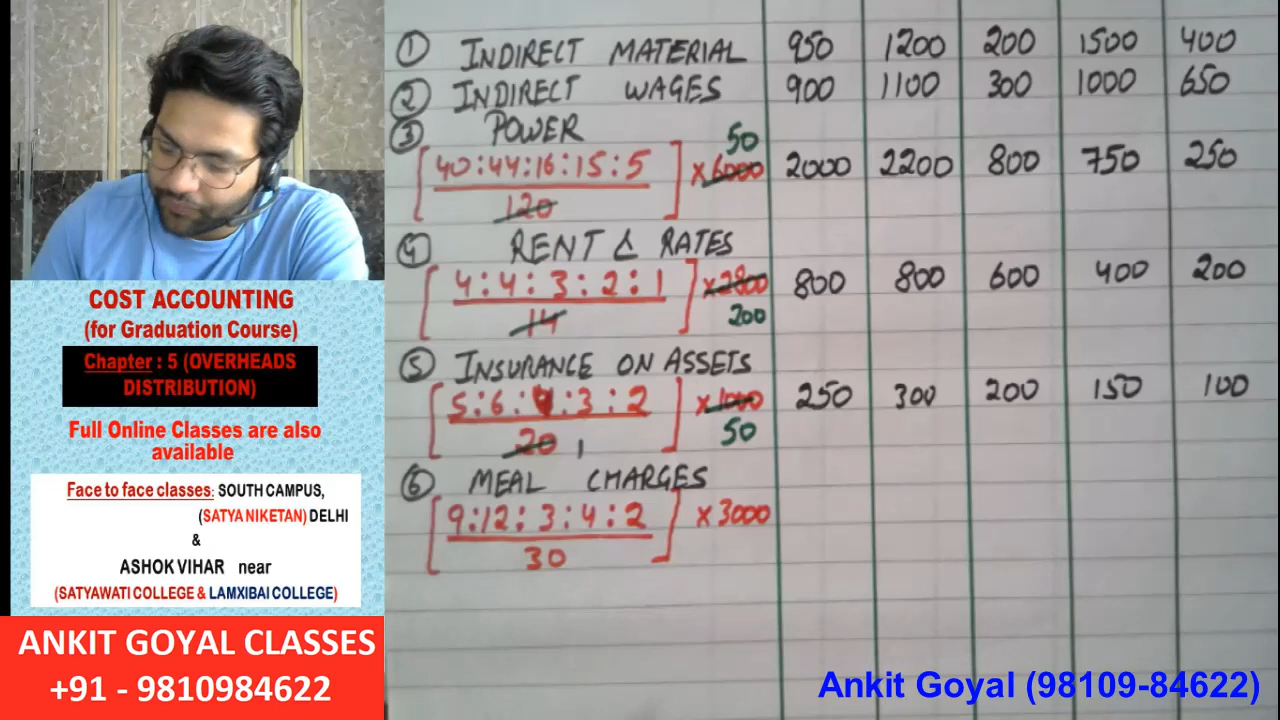 COST ACCOUNTING
(for Graduation Course)
Chapter : 5 (OVERHEADS
DISTRIBUTION)
Full Online Classes are also
available
Face to face classes: SOUTH CAMPUS,
(SATYA NIKETAN) DELHI
&
ASHOK VIHAR near
(SATYAWATI COLLEGE & LAMXIBAI COLLEGE)
ANKIT GOYAL CLASSES
+91 - 9810984622
① INDIRECT MATERIAL 950 1200 200 1500 400
② INDIRECT WAGES 900 1100 300 1000 650
③ POWER
50
[40:44:16:15:5 ] ×6000 2000 2200 800 750 250
120
④ RENT & RATES
[4:4:3:2:1 ] ×2800 800 800 600 400 200
14 200
⑤ INSURANCE ON ASSETS
[5:6:4:3:2 ] ×1000 250 300 200 150 100
20 1 50
⑥ MEAL CHARGES
[9:12:3:4:2 ] ×3000
30
Ankit Goyal (98109-84622)